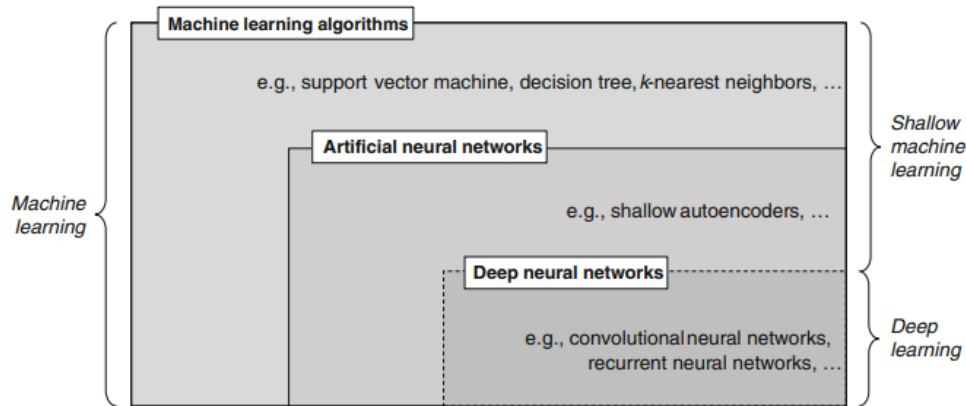 Machine learning algorithms
e.g., support vector machine, decision tree, k-nearest neighbors, …
Artificial neural networks
Shallow
machine
learning
Machine
learning
e.g., shallow autoencoders, …
Deep neural networks
e.g., convolutional neural networks,
recurrent neural networks, …
Deep
learning